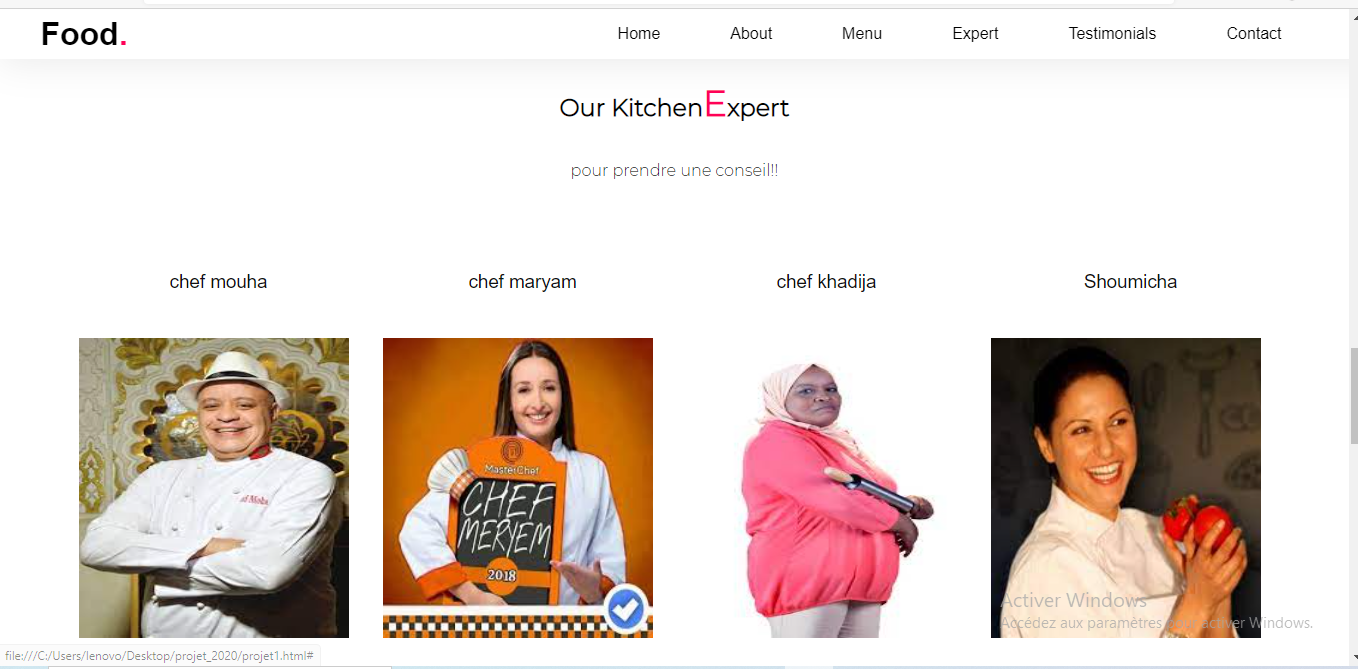 Food.
Home About Menu Expert Testimonials Contact
Our Kitchen Expert
pour prendre une conseil!!
chef mouha chef maryam chef khadija Shoumicha
MasterChef
CHEF
MERYEM
2018
Activer Windows
Accédez aux paramètres pour activer Windows.
file:///C:/Users/lenovo/Desktop/projet_2020/projet1.html#